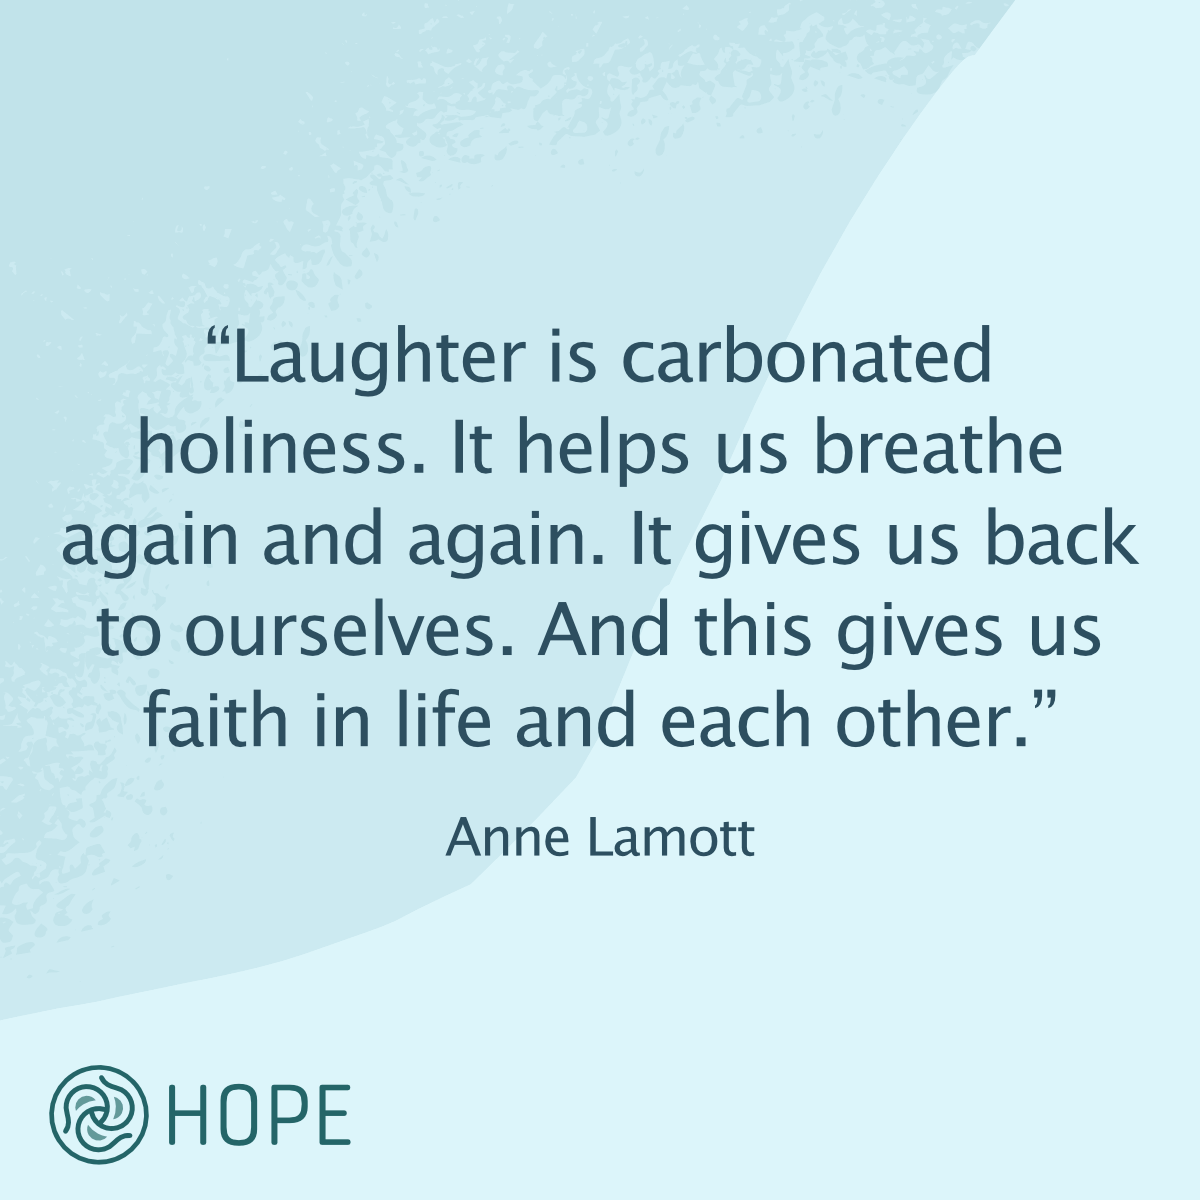 “Laughter is carbonated
holiness. It helps us breathe
again and again. It gives us back
to ourselves. And this gives us
faith in life and each other.”
Anne Lamott
HOPE